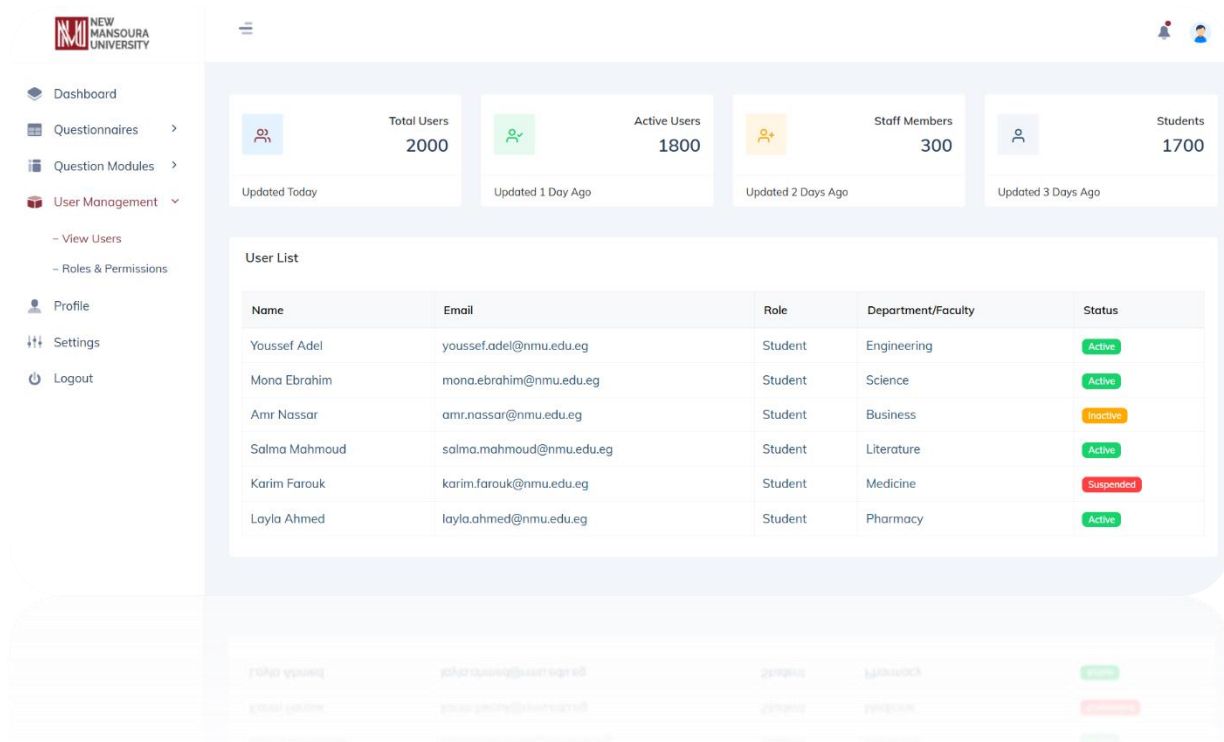 NEW
MANSOURA
UNIVERSITY
Dashboard
Questionnaires
Question Modules
User Management
– View Users
– Roles & Permissions
Profile
Settings
Logout
Total Users
2000
Updated Today
Active Users
1800
Updated 1 Day Ago
Staff Members
300
Updated 2 Days Ago
Students
1700
Updated 3 Days Ago
User List
Name Email Role Department/Faculty Status
Youssef Adel youssef.adel@nmu.edu.eg Student Engineering Active
Mona Ebrahim mona.ebrahim@nmu.edu.eg Student Science Active
Amr Nassar amr.nassar@nmu.edu.eg Student Business Inactive
Salma Mahmoud salma.mahmoud@nmu.edu.eg Student Literature Active
Karim Farouk karim.farouk@nmu.edu.eg Student Medicine Suspended
Layla Ahmed layla.ahmed@nmu.edu.eg Student Pharmacy Active